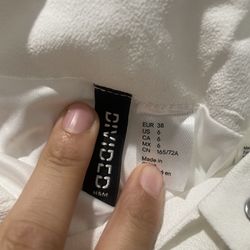 DIVIDED
H&M
EUR 38
US 6
CA 6
MX 6
CN 165/72A
Made in